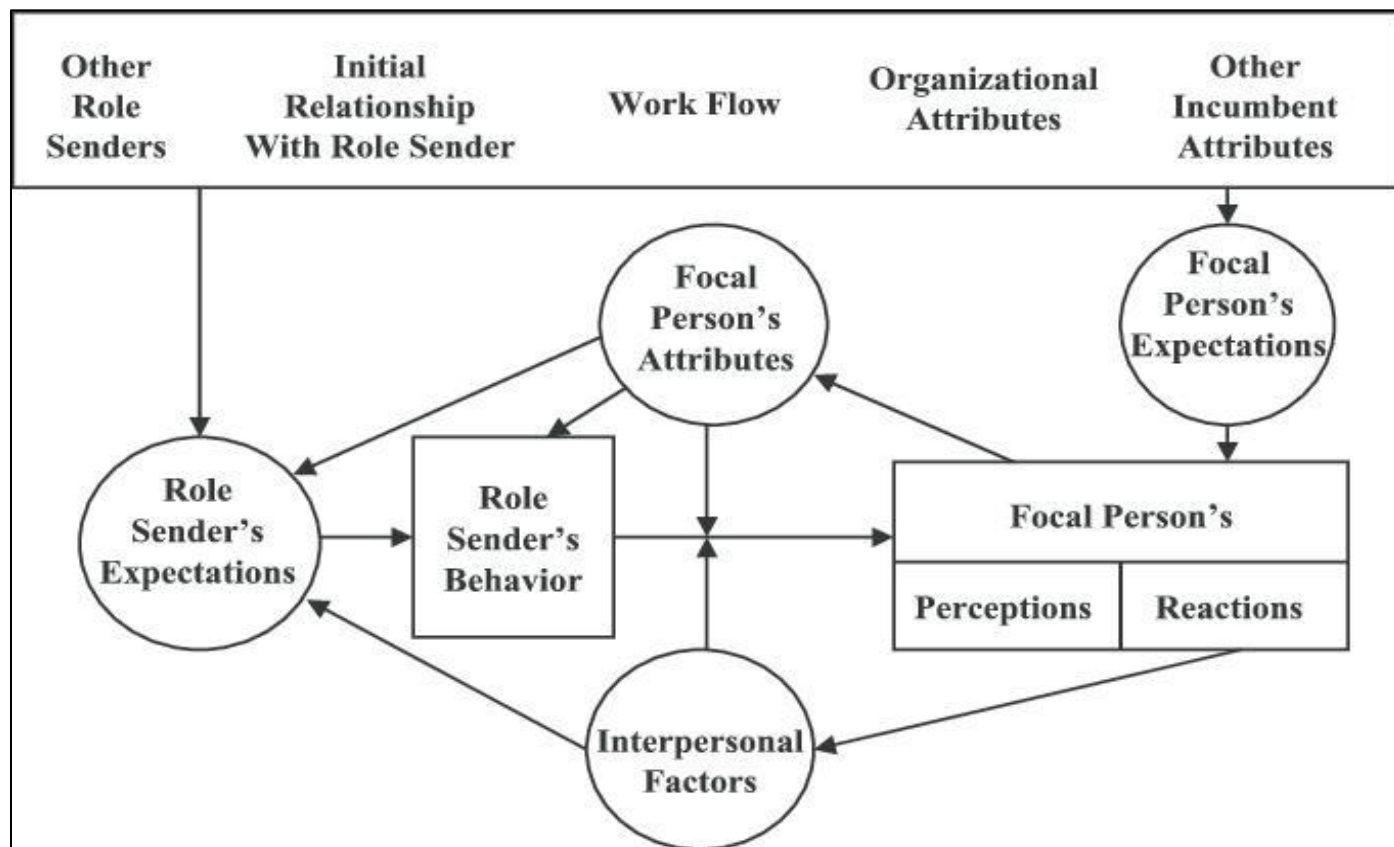 Other
Role
Senders
Initial
Relationship
With Role Sender
Work Flow
Organizational
Attributes
Other
Incumbent
Attributes
Focal
Person's
Attributes
Focal
Person's
Expectations
Role
Sender's
Expectations
Role
Sender's
Behavior
Focal Person's
Perceptions
Reactions
Interpersonal
Factors